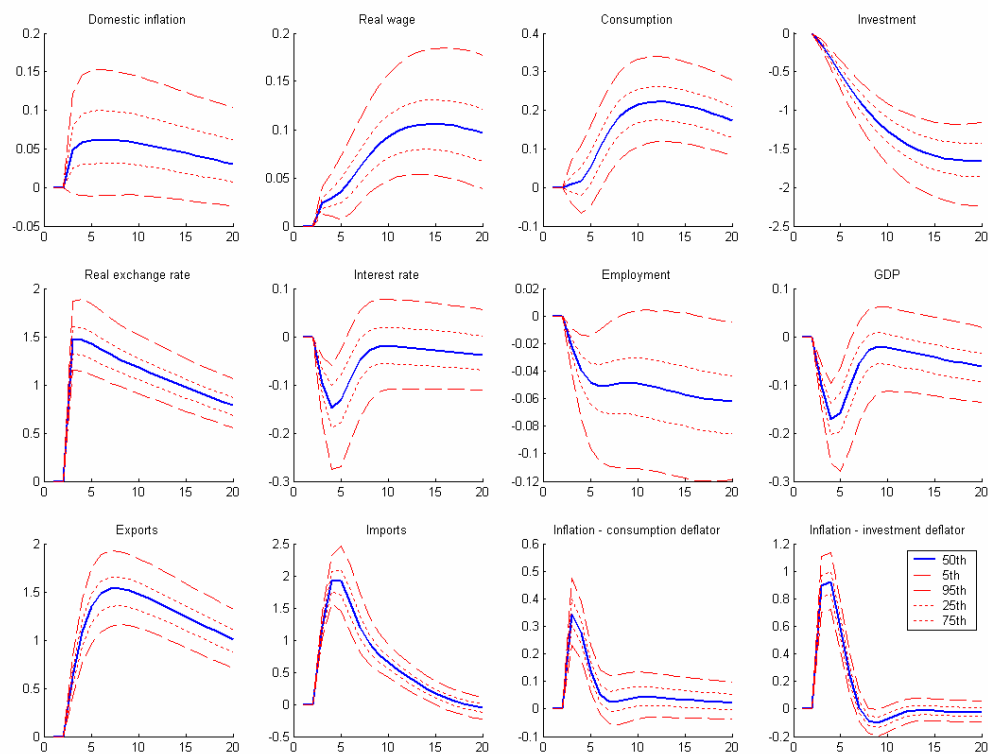 Domestic inflation
0.2
0.15
0.1
0.05
0
-0.05
0 5 10 15 20
Real wage
0.2
0.15
0.1
0.05
0
0 5 10 15 20
Consumption
0.4
0.3
0.2
0.1
0
-0.1
0 5 10 15 20
Investment
0
-0.5
-1
-1.5
-2
-2.5
0 5 10 15 20
Real exchange rate
2
1.5
1
0.5
0
0 5 10 15 20
Interest rate
0.1
0
-0.1
-0.2
-0.3
0 5 10 15 20
Employment
0.02
0
-0.02
-0.04
-0.06
-0.08
-0.1
-0.12
0 5 10 15 20
GDP
0.1
0
-0.1
-0.2
-0.3
0 5 10 15 20
Exports
2
1.5
1
0.5
0
0 5 10 15 20
Imports
2.5
2
1.5
1
0.5
0
-0.5
0 5 10 15 20
Inflation - consumption deflator
0.6
0.5
0.4
0.3
0.2
0.1
0
-0.1
0 5 10 15 20
Inflation - investment deflator
1.2
1
0.8
0.6
0.4
0.2
0
-0.2
0 5 10 15 20
50th
5th
95th
25th
75th